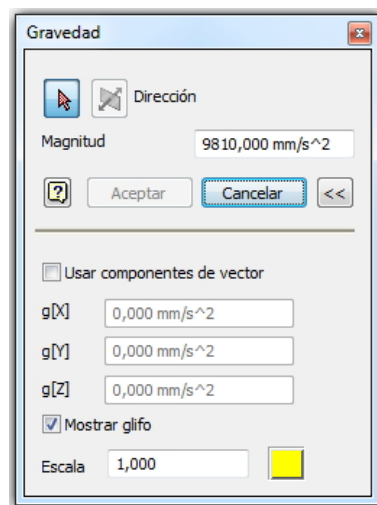 Gravedad
Dirección
Magnitud 9810,000 mm/s^2
Aceptar Cancelar <<
Usar componentes de vector
g[X] 0,000 mm/s^2
g[Y] 0,000 mm/s^2
g[Z] 0,000 mm/s^2
Mostrar glifo
Escala 1,000